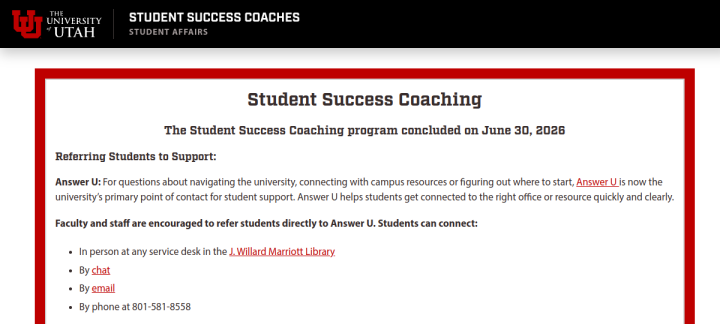 THE
UNIVERSITY
of
UTAH
STUDENT SUCCESS COACHES
STUDENT AFFAIRS
Student Success Coaching
The Student Success Coaching program concluded on June 30, 2026
Referring Students to Support:
Answer U: For questions about navigating the university, connecting with campus resources or figuring out where to start, Answer U is now the
university's primary point of contact for student support. Answer U helps students get connected to the right office or resource quickly and clearly.
Faculty and staff are encouraged to refer students directly to Answer U. Students can connect:
• In person at any service desk in the J. Willard Marriott Library
• By chat
• By email
• By phone at 801-581-8558